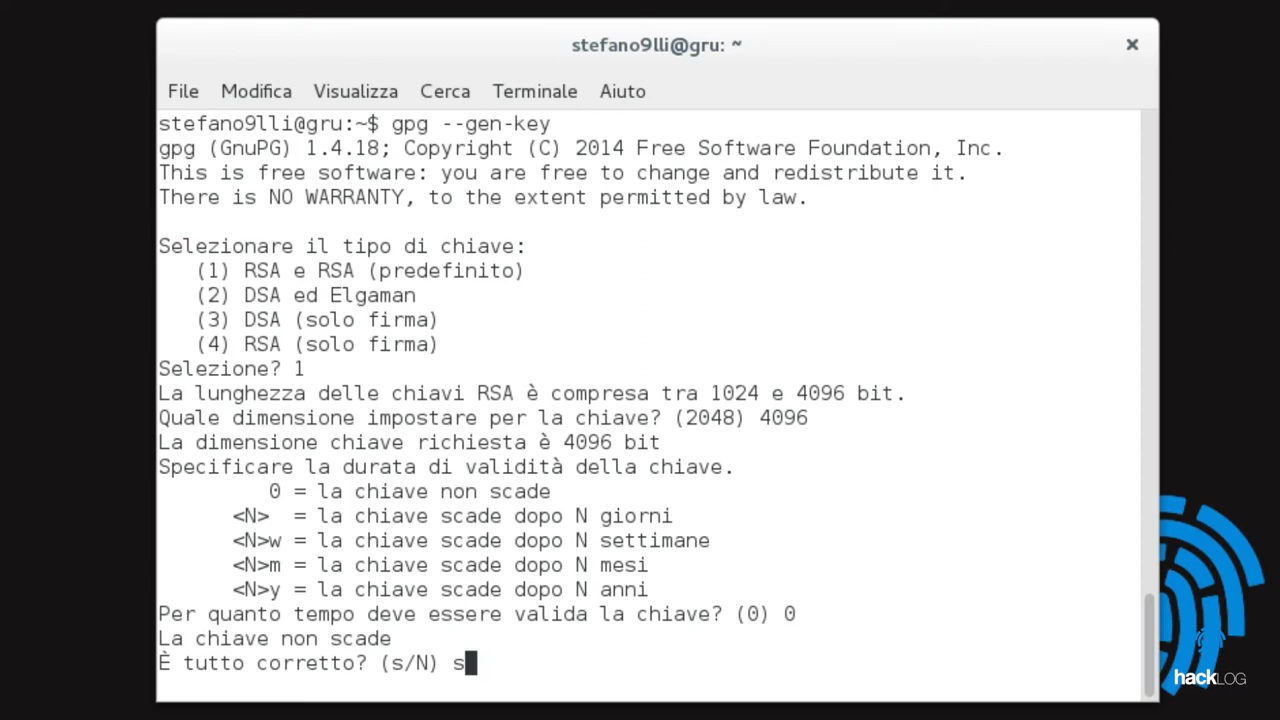 stefano9lli@gru: ~
File Modifica Visualizza Cerca Terminale Aiuto
stefano9lli@gru:~$ gpg --gen-key
gpg (GnuPG) 1.4.18; Copyright (C) 2014 Free Software Foundation, Inc.
This is free software: you are free to change and redistribute it.
There is NO WARRANTY, to the extent permitted by law.

Selezionare il tipo di chiave:
   (1) RSA e RSA (predefinito)
   (2) DSA ed Elgaman
   (3) DSA (solo firma)
   (4) RSA (solo firma)
Selezione? 1
La lunghezza delle chiavi RSA è compresa tra 1024 e 4096 bit.
Quale dimensione impostare per la chiave? (2048) 4096
La dimensione chiave richiesta è 4096 bit
Specificare la durata di validità della chiave.
         0 = la chiave non scade
      <N>  = la chiave scade dopo N giorni
      <N>w = la chiave scade dopo N settimane
      <N>m = la chiave scade dopo N mesi
      <N>y = la chiave scade dopo N anni
Per quanto tempo deve essere valida la chiave? (0) 0
La chiave non scade
È tutto corretto? (s/N) s
hackLOG